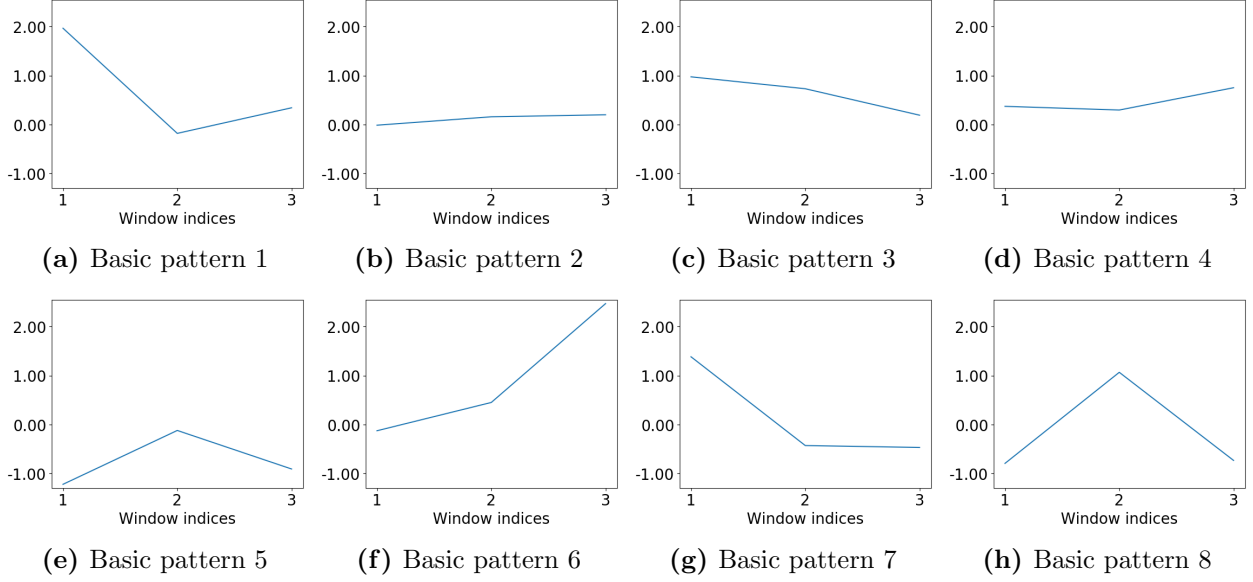 2.00 2.00 2.00 2.00
1.00 1.00 1.00 1.00
0.00 0.00 0.00 0.00
-1.00 -1.00 -1.00 -1.00
1 2 3 1 2 3 1 2 3 1 2 3
Window indices Window indices Window indices Window indices
(a) Basic pattern 1 (b) Basic pattern 2 (c) Basic pattern 3 (d) Basic pattern 4
2.00 2.00 2.00 2.00
1.00 1.00 1.00 1.00
0.00 0.00 0.00 0.00
-1.00 -1.00 -1.00 -1.00
1 2 3 1 2 3 1 2 3 1 2 3
Window indices Window indices Window indices Window indices
(e) Basic pattern 5 (f) Basic pattern 6 (g) Basic pattern 7 (h) Basic pattern 8